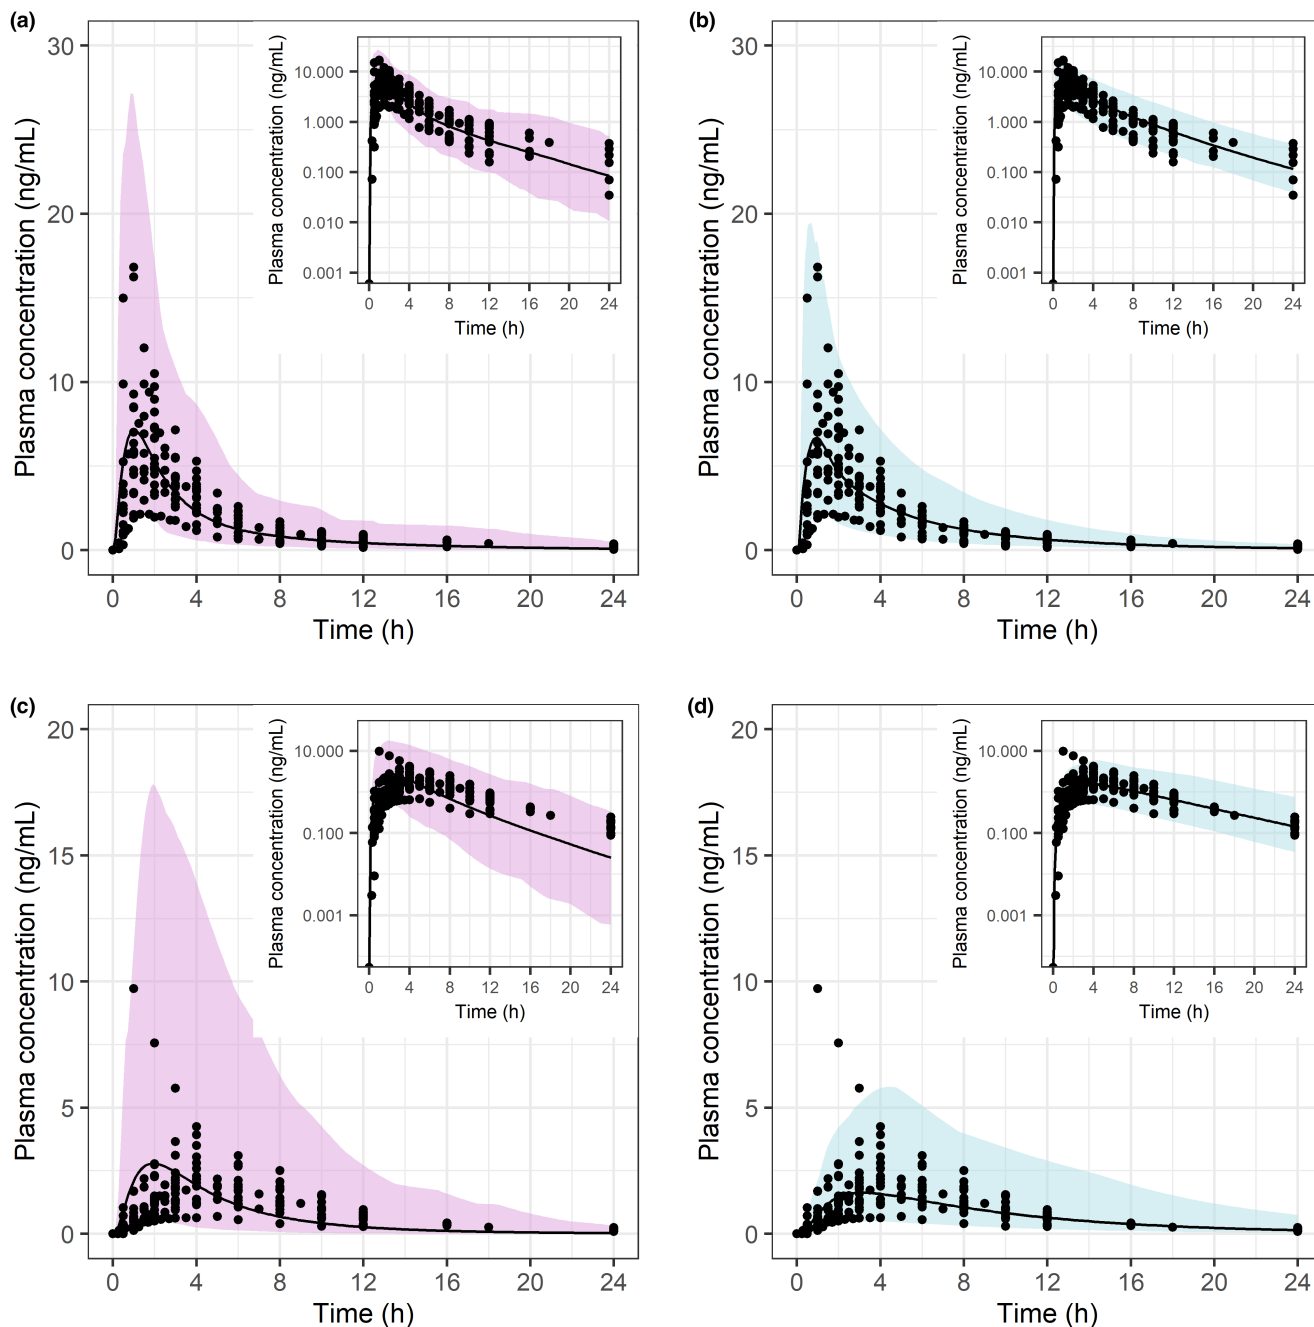 (a)
Plasma concentration (ng/mL)
30
20
10
0
0 4 8 12 16 20 24
Time (h)
Plasma concentration (ng/mL)
10.000
1.000
0.100
0.010
0.001
0 4 8 12 16 20 24
Time (h)
(b)
Plasma concentration (ng/mL)
30
20
10
0
0 4 8 12 16 20 24
Time (h)
Plasma concentration (ng/mL)
10.000
1.000
0.100
0.010
0.001
0 4 8 12 16 20 24
Time (h)
(c)
Plasma concentration (ng/mL)
20
15
10
5
0
0 4 8 12 16 20 24
Time (h)
Plasma concentration (ng/mL)
10.000
0.100
0.001
0 4 8 12 16 20 24
Time (h)
(d)
Plasma concentration (ng/mL)
20
15
10
5
0
0 4 8 12 16 20 24
Time (h)
Plasma concentration (ng/mL)
10.000
0.100
0.001
0 4 8 12 16 20 24
Time (h)